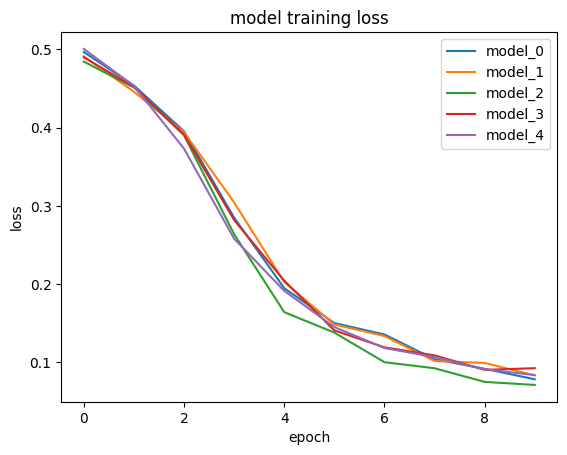 model training loss
loss
0.5
0.4
0.3
0.2
0.1
model_0
model_1
model_2
model_3
model_4
0 2 4 6 8
epoch